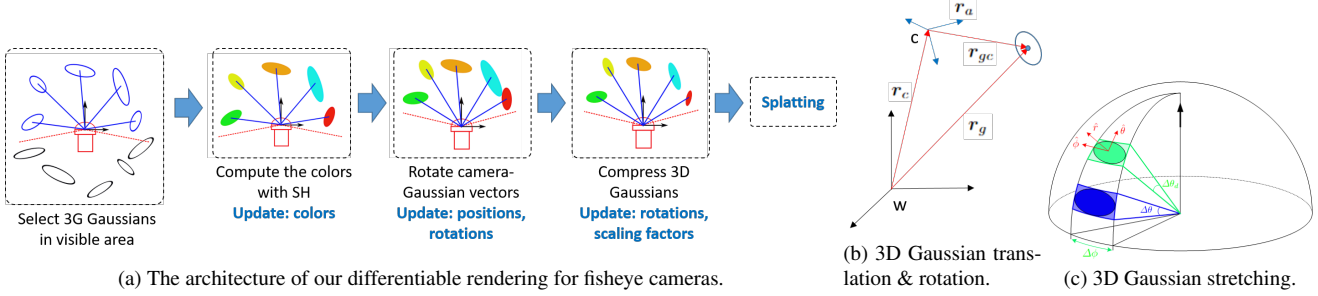 Select 3G Gaussians
in visible area
Compute the colors
with SH
Update: colors
Rotate camera-
Gaussian vectors
Update: positions,
rotations
Compress 3D
Gaussians
Update: rotations,
scaling factors
Splatting
(a) The architecture of our differentiable rendering for fisheye cameras.
r_a
C
r_gc
r_c
r_g
W
(b) 3D Gaussian trans-
lation & rotation.
r̂
θ̂
φ̂
Δθ_d
Δθ
Δφ
(c) 3D Gaussian stretching.